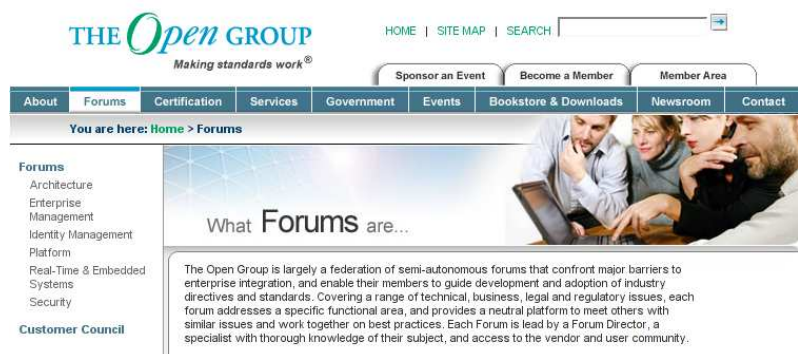 THE Open GROUP
Making standards work®
HOME | SITE MAP | SEARCH
Sponsor an Event Become a Member Member Area
About Forums Certification Services Government Events Bookstore & Downloads Newsroom Contact
You are here: Home > Forums
Forums
Architecture
Enterprise
Management
Identity Management
Platform
Real-Time & Embedded
Systems
Security
Customer Council
What Forums are...
The Open Group is largely a federation of semi-autonomous forums that confront major barriers to
enterprise integration, and enable their members to guide development and adoption of industry
directives and standards. Covering a range of technical, business, legal and regulatory issues, each
forum addresses a specific functional area, and provides a neutral platform to meet others with
similar issues and work together on best practices. Each Forum is lead by a Forum Director, a
specialist with thorough knowledge of their subject, and access to the vendor and user community.